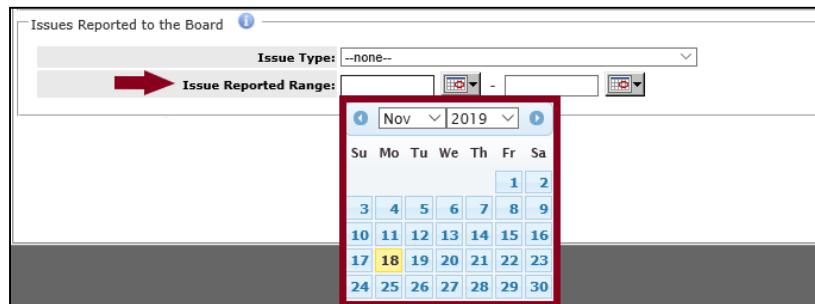 Issues Reported to the Board
Issue Type: --none--
Issue Reported Range: -
Nov 2019
Su Mo Tu We Th Fr Sa
1 2
3 4 5 6 7 8 9
10 11 12 13 14 15 16
17 18 19 20 21 22 23
24 25 26 27 28 29 30